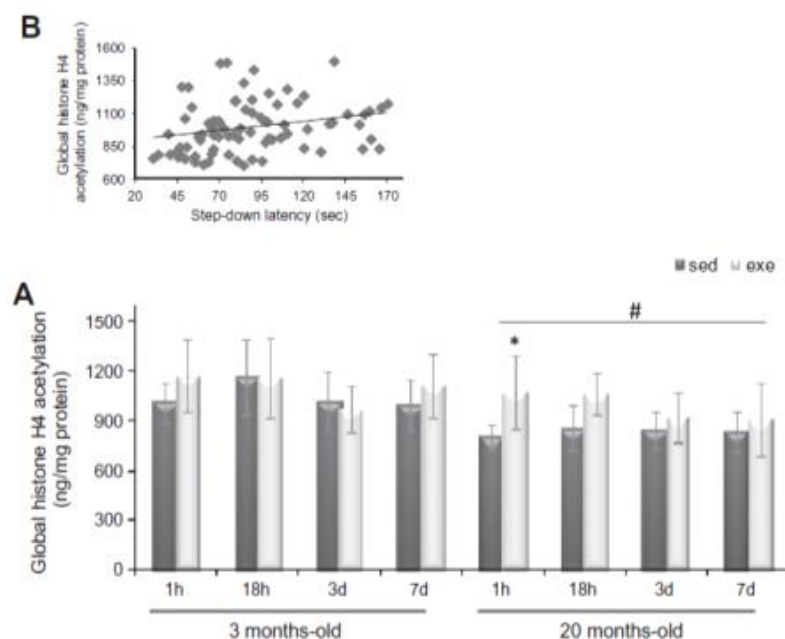 B
Global histone H4
acetylation (ng/mg protein)
1600
1350
1100
850
600
20 45 70 95 120 145 170
Step-down latency (sec)
sed exe
A
Global histone H4 acetylation
(ng/mg protein)
1500
1200
900
600
300
0
#
*
1h 18h 3d 7d 1h 18h 3d 7d
3 months-old 20 months-old